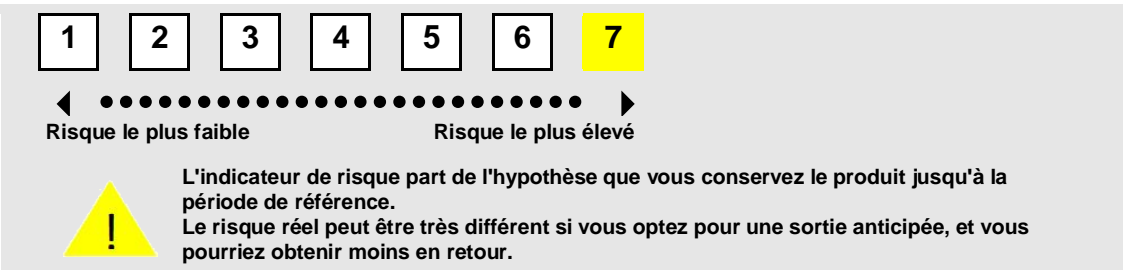 1 2 3 4 5 6 7
Risque le plus faible Risque le plus élevé
L'indicateur de risque part de l'hypothèse que vous conservez le produit jusqu'à la
période de référence.
Le risque réel peut être très différent si vous optez pour une sortie anticipée, et vous
pourriez obtenir moins en retour.
!